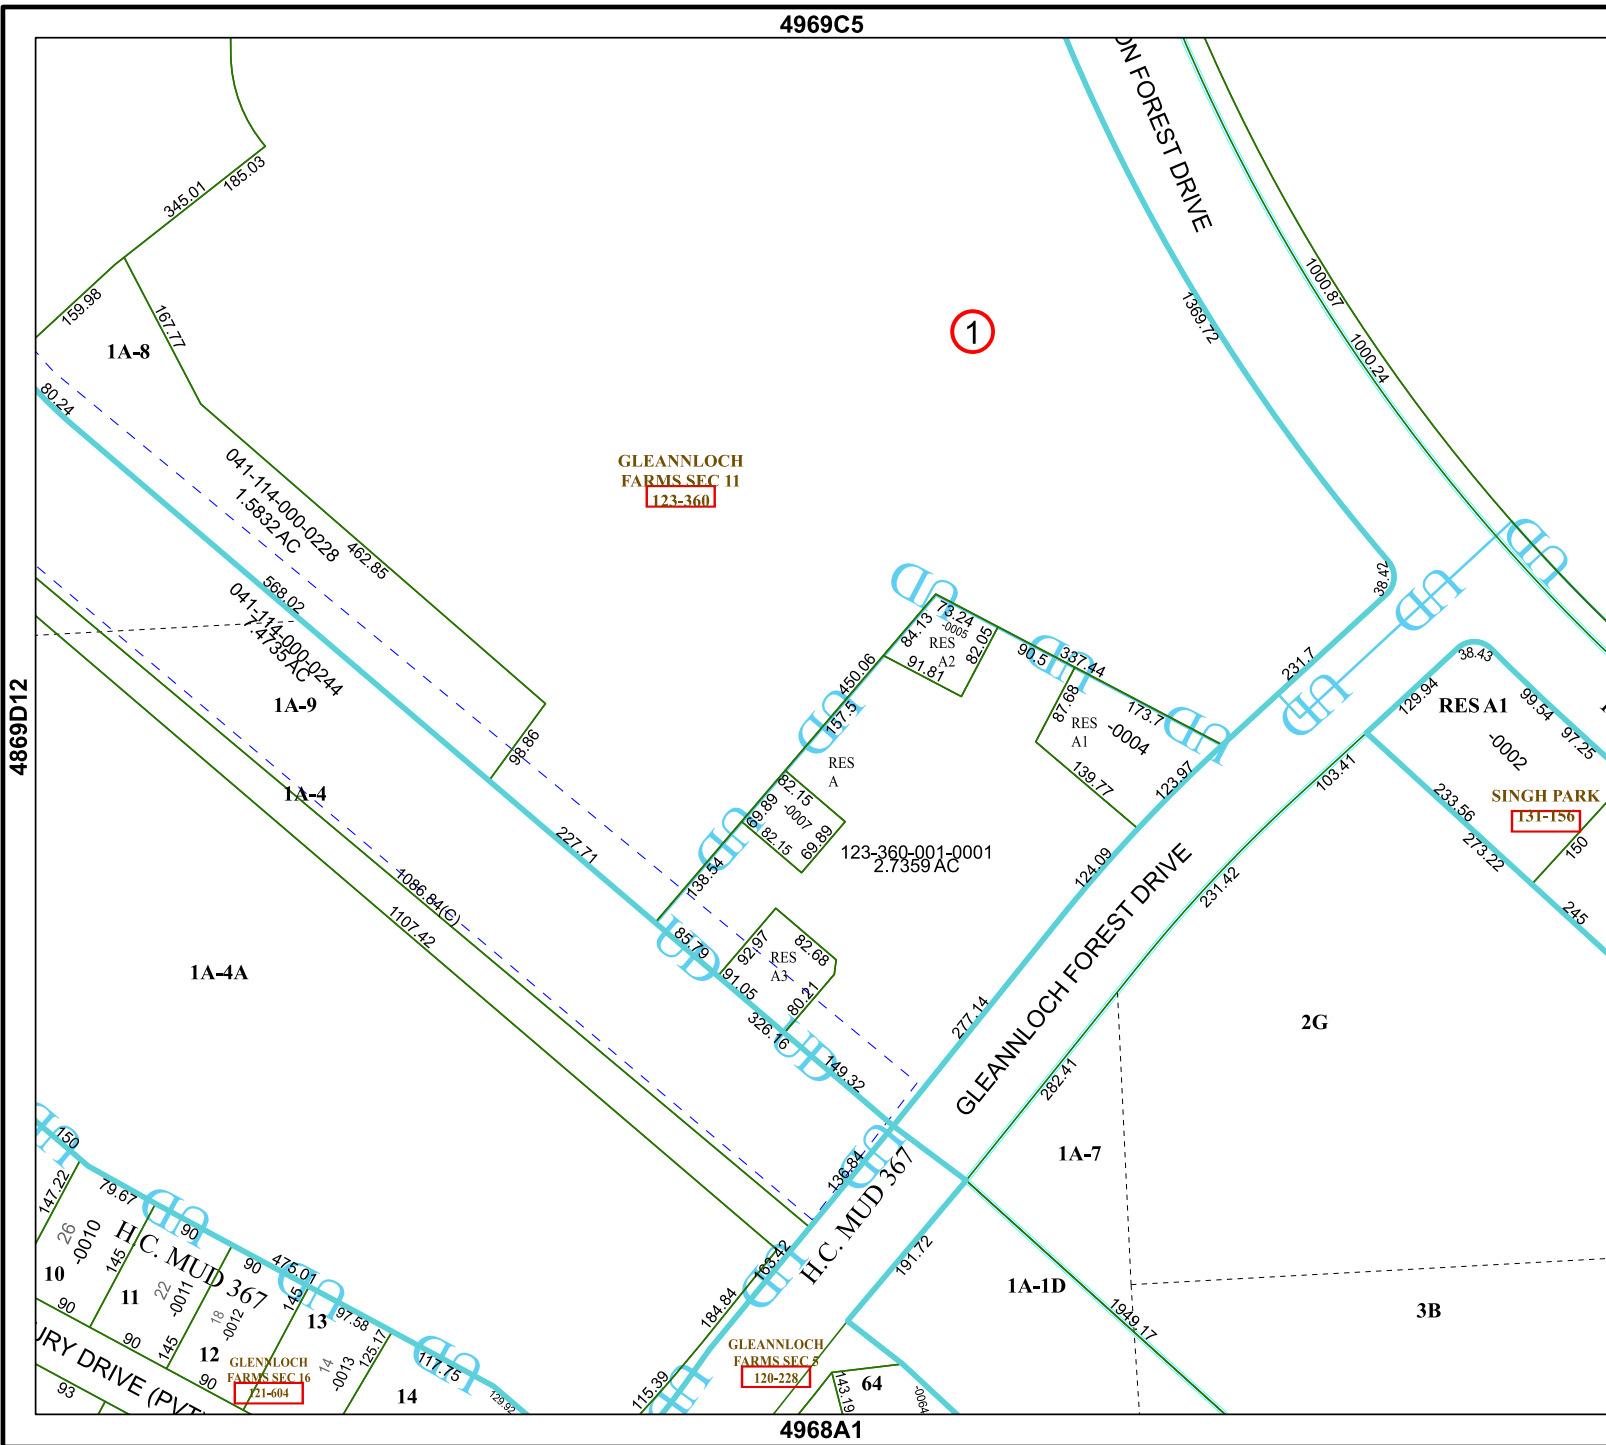 4969C5
4869D12
4968A1
ON FOREST DRIVE
185.03
345.01
159.98
167.77
1A-8
80.24
1000.87
1000.24
1369.72
1
GLEANNLOCH
FARMS SEC 11
123-360
041-114-000-0228
1.5832 AC
462.85
568.02
041-114-000-0244
7.4735 AC
1A-9
98.86
1A-4
227.71
1086.84(C)
1107.42
1A-4A
UD
73.24
-0005
84.13
RES
A2
82.05
91.81
90.5
337.44
450.06
157.5
87.68
RES
A1
-0004
173.7
139.77
123.97
231.7
38.42
38.43
129.94
RES A1
99.54
97.25
-0002
SINGH PARK
131-156
150
233.56
273.22
245
103.41
RES
A
82.15
-0007
69.89
82.15
69.89
138.54
123-360-001-0001
2.7359 AC
124.09
231.42
GLEANNLOCH FOREST DRIVE
277.14
282.41
85.79
92.97
RES
A3
82.68
91.05
80.21
326.16
149.32
136.84
H.C. MUD 367
163.42
184.84
191.72
115.39
2G
1A-7
1A-1D
1949.17
3B
150
147.22
79.67
26
-0010
10
90
H.C. MUD 367
145
90
22
-0011
11
90
90
475.01
18
-0012
12
145
90
145
13
97.58
125.17
14
-0013
14
117.75
129.92
URY DRIVE (PVT)
93
GLENNLOCH
FARMS SEC 16
121-604
GLEANNLOCH
FARMS SEC 5
120-228
143.19
64
-0064